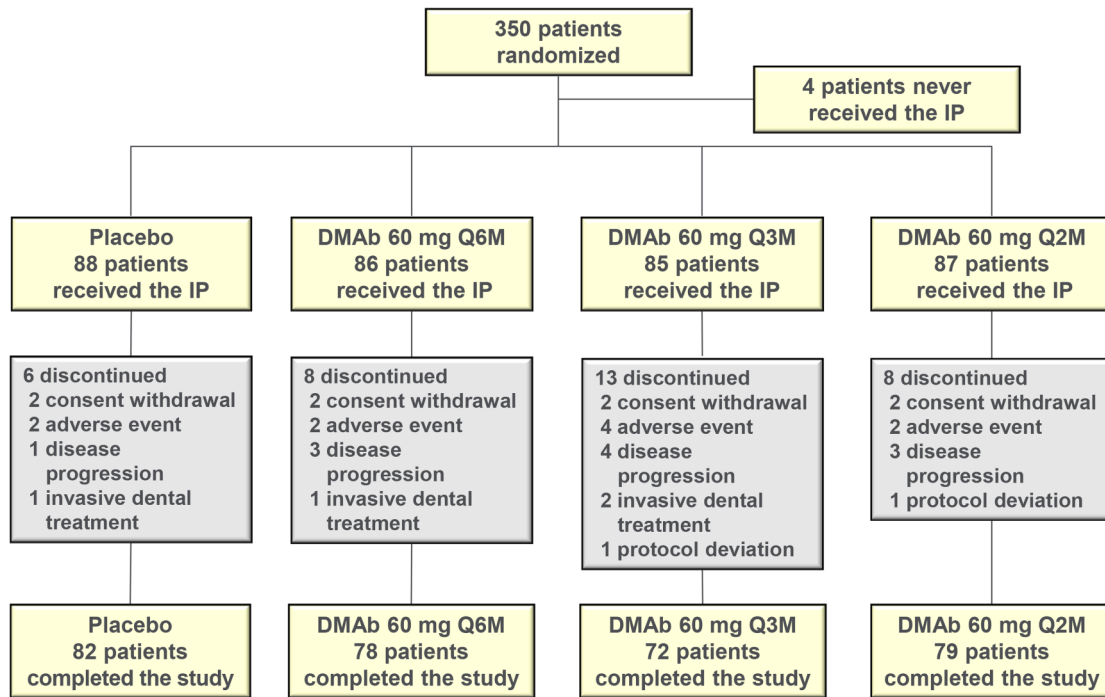 350 patients
randomized
4 patients never
received the IP
Placebo
88 patients
received the IP
DMAb 60 mg Q6M
86 patients
received the IP
DMAb 60 mg Q3M
85 patients
received the IP
DMAb 60 mg Q2M
87 patients
received the IP
6 discontinued
2 consent withdrawal
2 adverse event
1 disease
progression
1 invasive dental
treatment
8 discontinued
2 consent withdrawal
2 adverse event
3 disease
progression
1 invasive dental
treatment
13 discontinued
2 consent withdrawal
4 adverse event
4 disease
progression
2 invasive dental
treatment
1 protocol deviation
8 discontinued
2 consent withdrawal
2 adverse event
3 disease
progression
1 protocol deviation
Placebo
82 patients
completed the study
DMAb 60 mg Q6M
78 patients
completed the study
DMAb 60 mg Q3M
72 patients
completed the study
DMAb 60 mg Q2M
79 patients
completed the study